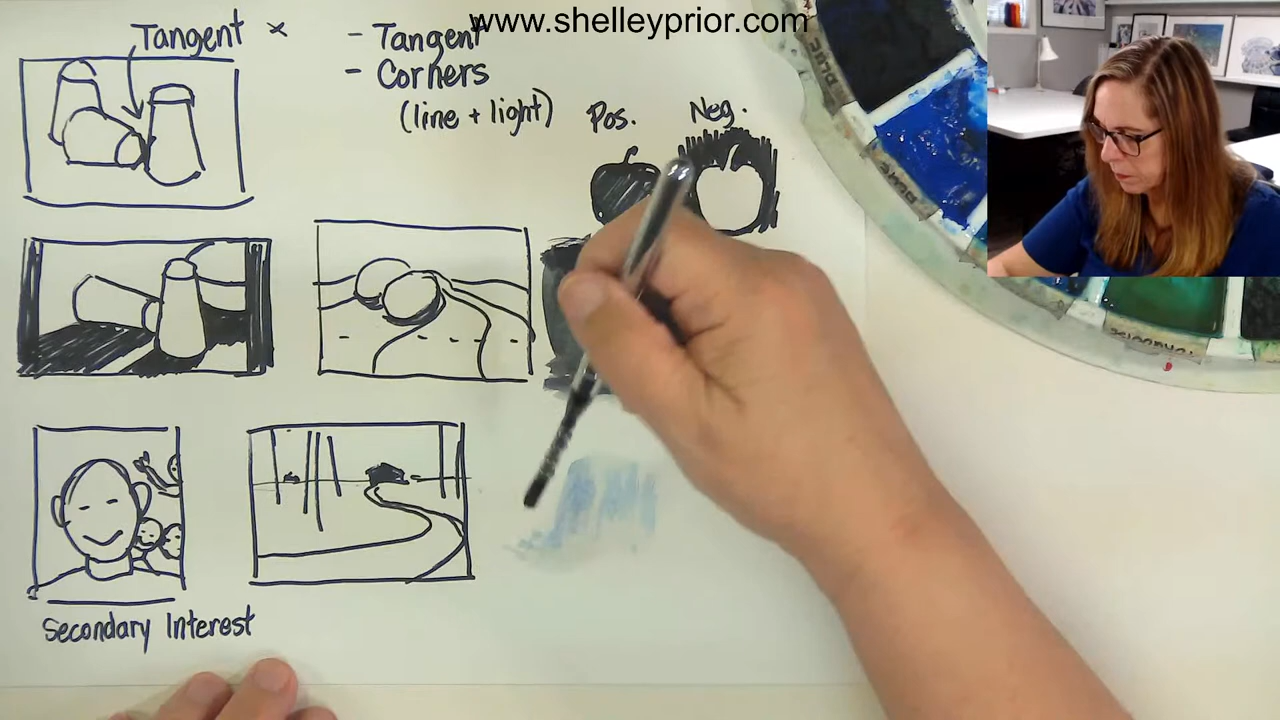 www.shelleyprior.com
Tangent ×
- Tangent
- Corners
(line + light)
Pos.
Neg.
Secondary Interest